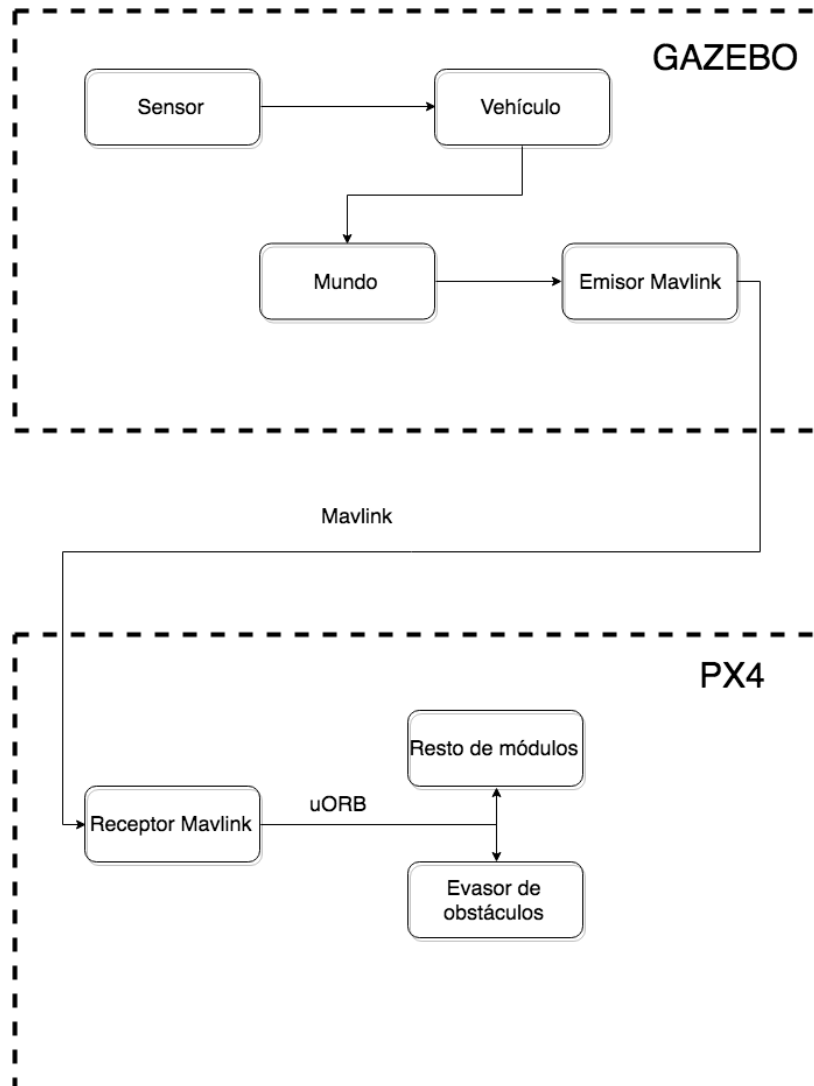 GAZEBO
Sensor
Vehículo
Mundo
Emisor Mavlink
Mavlink
PX4
Resto de módulos
uORB
Receptor Mavlink
Evasor de
obstáculos